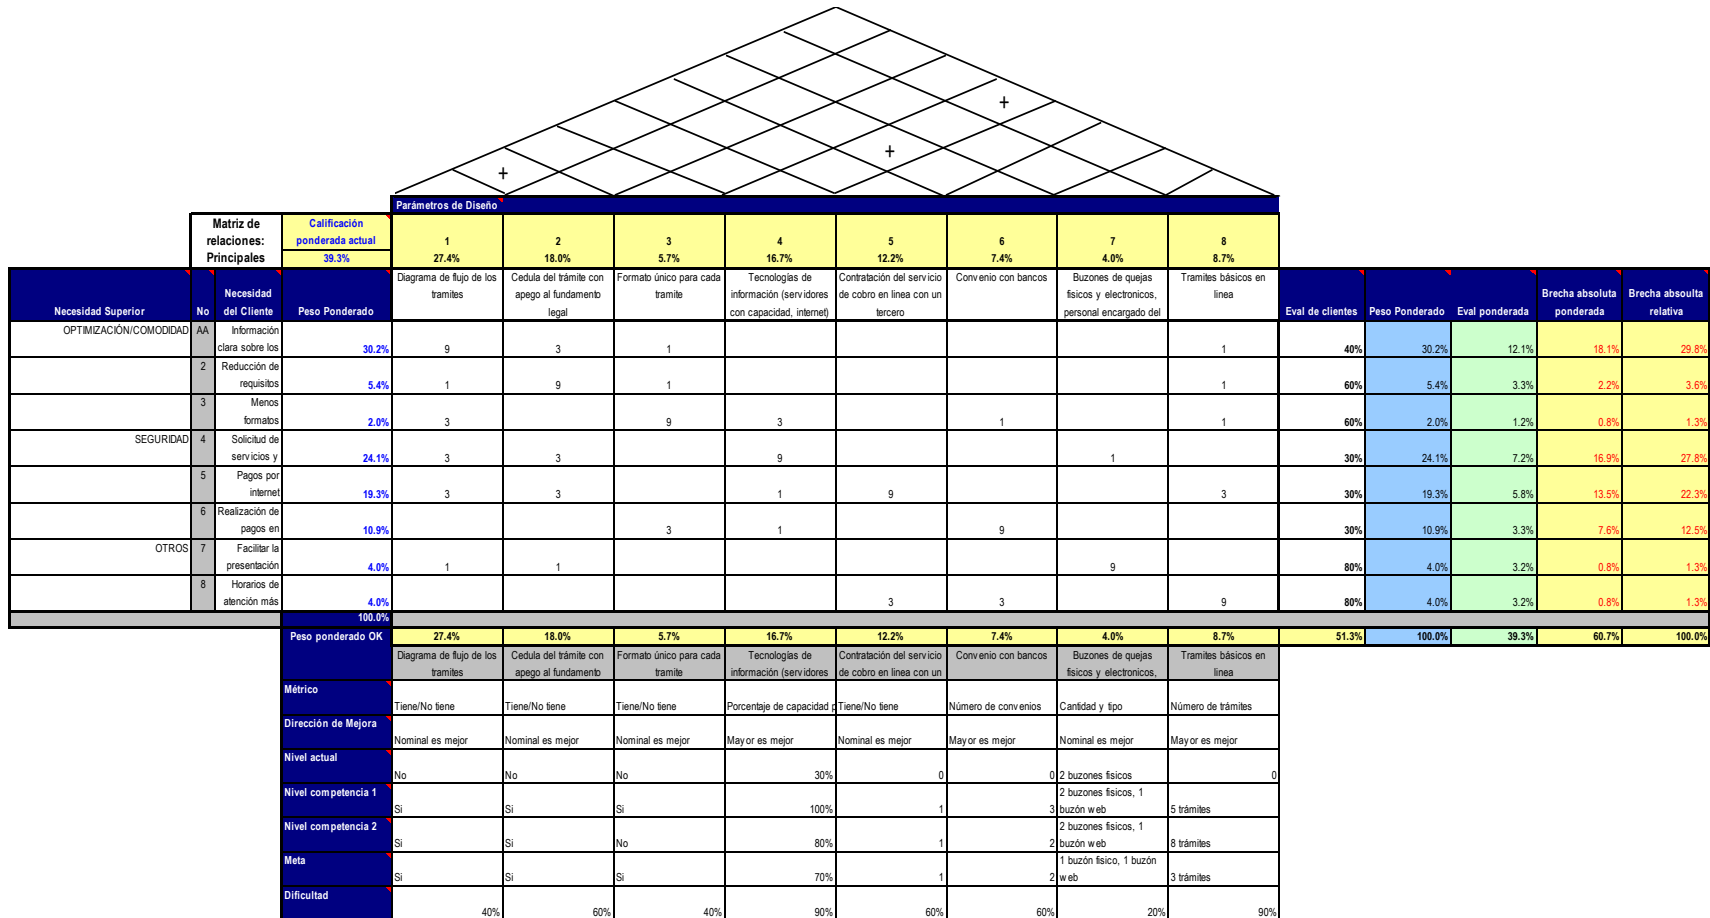 +
+
+
Parámetros de Diseño
Matriz de relaciones: Principales
Calificación ponderada actual
1 2 3 4 5 6 7 8
39.3% 27.4% 18.0% 5.7% 16.7% 12.2% 7.4% 4.0% 8.7%
Necesidad Superior
No
Necesidad del Cliente
Peso Ponderado
Diagrama de flujo de los tramites
Cedula del trámite con apego al fundamento legal
Formato único para cada tramite
Tecnologías de información (servidores con capacidad, internet)
Contratación del servicio de cobro en linea con un tercero
Convenio con bancos
Buzones de quejas fisicos y electronicos, personal encargado del
Tramites básicos en linea
Eval de clientes
Peso Ponderado
Eval ponderada
Brecha absoluta ponderada
Brecha absoulta relativa
OPTIMIZACIÓN/COMODIDAD AA Información clara sobre los 30.2% 9 3 1 1 40% 30.2% 12.1% 18.1% 29.8%
2 Reducción de requisitos 5.4% 1 9 1 1 60% 5.4% 3.3% 2.2% 3.6%
3 Menos formatos 2.0% 3 9 3 1 1 60% 2.0% 1.2% 0.8% 1.3%
SEGURIDAD 4 Solicitud de servicios y 24.1% 3 3 9 1 30% 24.1% 7.2% 16.9% 27.8%
5 Pagos por internet 19.3% 3 3 1 9 3 30% 19.3% 5.8% 13.5% 22.3%
6 Realización de pagos en 10.9% 3 1 9 30% 10.9% 3.3% 7.6% 12.5%
OTROS 7 Facilitar la presentación 4.0% 1 1 9 80% 4.0% 3.2% 0.8% 1.3%
8 Horarios de atención más 4.0% 3 3 9 80% 4.0% 3.2% 0.8% 1.3%
100.0%
Peso ponderado OK 27.4% 18.0% 5.7% 16.7% 12.2% 7.4% 4.0% 8.7% 51.3% 100.0% 39.3% 60.7% 100.0%
Diagrama de flujo de los tramites
Cedula del trámite con apego al fundamento
Formato único para cada tramite
Tecnologías de información (servidores
Contratación del servicio de cobro en linea con un
Convenio con bancos
Buzones de quejas fisicos y electronicos,
Tramites básicos en linea
Métrico Tiene/No tiene Tiene/No tiene Tiene/No tiene Porcentaje de capacidad p Tiene/No tiene Número de convenios Cantidad y tipo Número de trámites
Dirección de Mejora Nominal es mejor Nominal es mejor Nominal es mejor Mayor es mejor Nominal es mejor Mayor es mejor Nominal es mejor Mayor es mejor
Nivel actual No No No 30% 0 0 2 buzones fisicos 0
Nivel competencia 1 Si Si Si 100% 1 3 2 buzones fisicos, 1 buzón web 5 trámites
Nivel competencia 2 Si Si No 80% 1 2 2 buzones fisicos, 1 buzón web 8 trámites
Meta Si Si Si 70% 1 2 1 buzón fisico, 1 buzón web 3 trámites
Dificultad 40% 60% 40% 90% 60% 60% 20% 90%